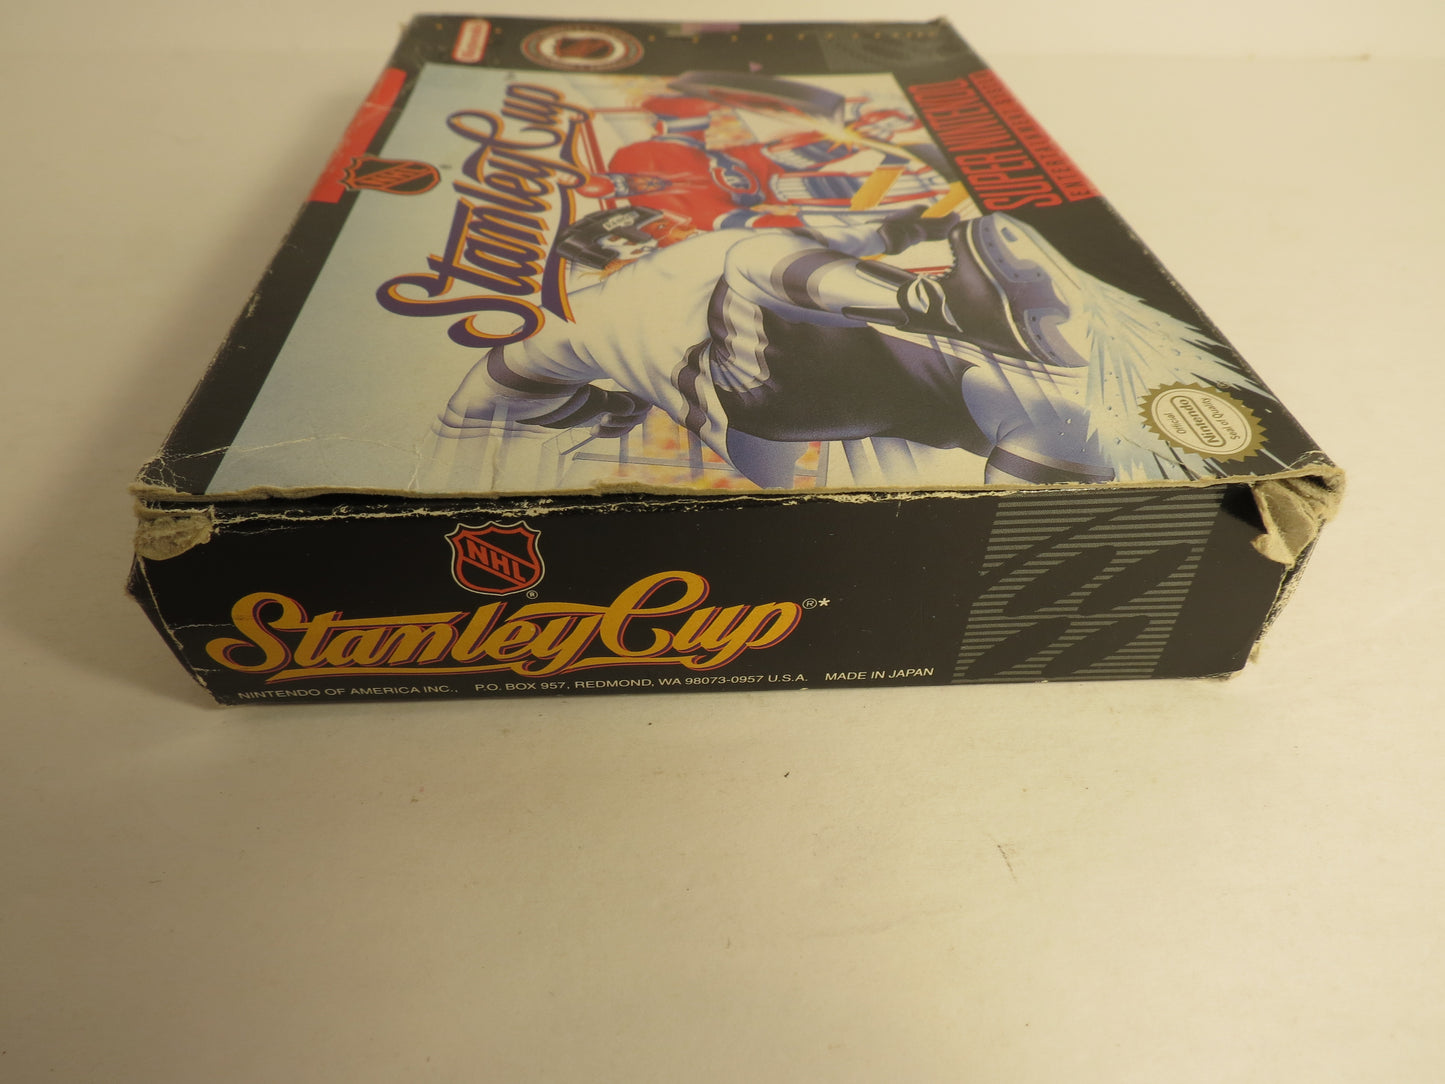 Nintendo
NHL
®
Stanley Cup
SUPER NINTENDO
ENTERTAINMENT SYSTEM
Official
Nintendo
Seal of Quality
NHL
®
Stanley Cup®*
NINTENDO OF AMERICA INC., P.O. BOX 957, REDMOND, WA 98073-0957 U.S.A. MADE IN JAPAN